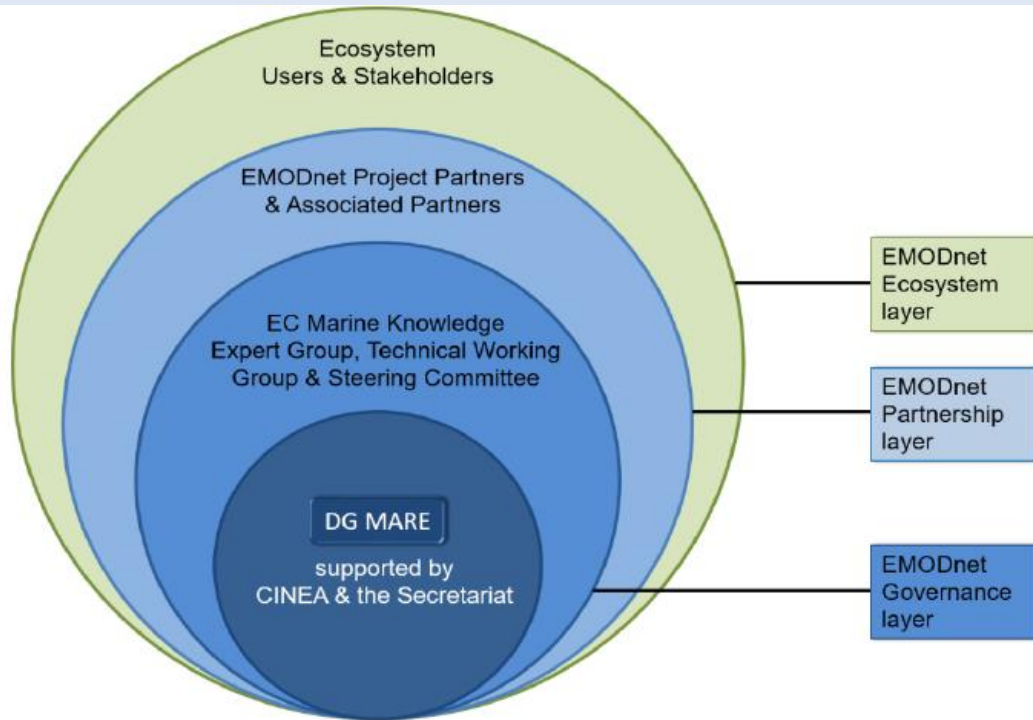 Ecosystem
Users & Stakeholders
EMODnet Project Partners
& Associated Partners
EC Marine Knowledge
Expert Group, Technical Working
Group & Steering Committee
DG MARE
supported by
CINEA & the Secretariat
EMODnet
Ecosystem
layer
EMODnet
Partnership
layer
EMODnet
Governance
layer